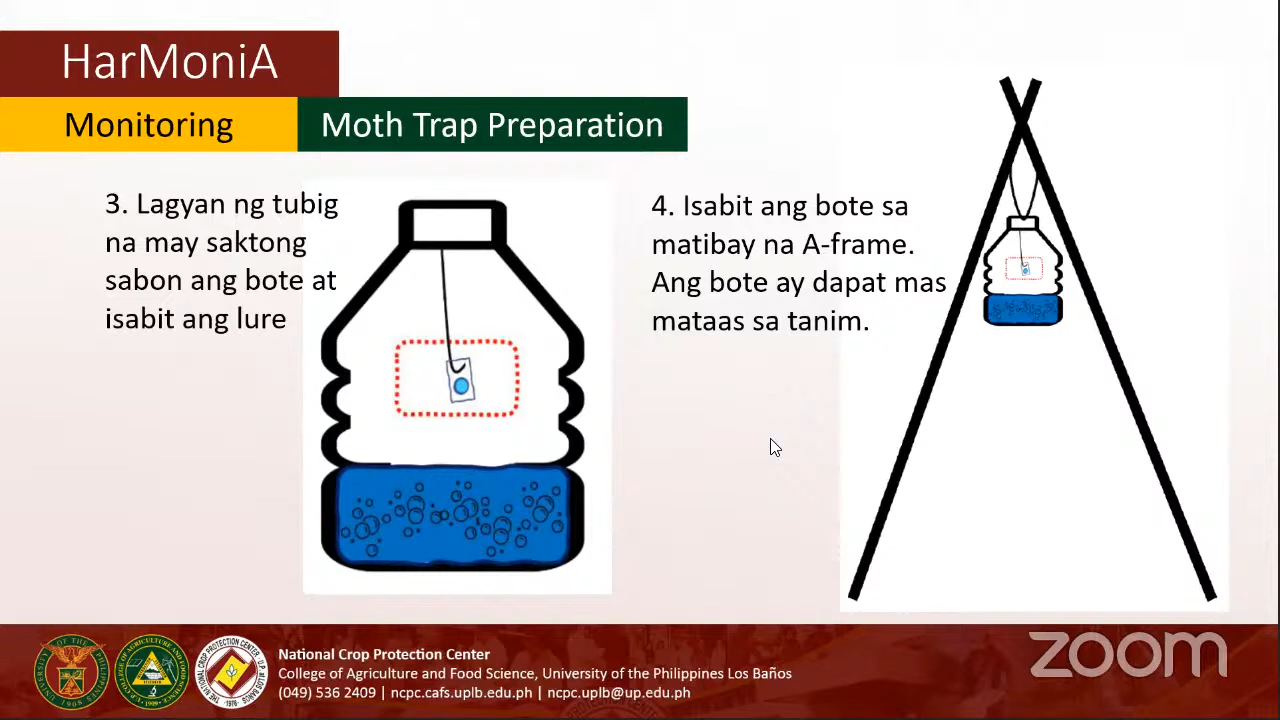 HarMoniA
Monitoring
Moth Trap Preparation
3. Lagyan ng tubig
na may saktong
sabon ang bote at
isabit ang lure
4. Isabit ang bote sa
matibay na A-frame.
Ang bote ay dapat mas
mataas sa tanim.
National Crop Protection Center
College of Agriculture and Food Science, University of the Philippines Los Baños
(049) 536 2409 | ncpc.cafs.uplb.edu.ph | ncpc.uplb@up.edu.ph
zoom